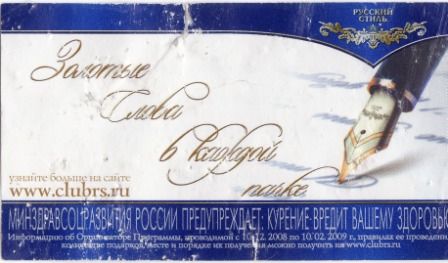 РУССКИЙ
СТИЛЬ
Золотые
Слова
в каждой
пачке
узнайте больше на сайте
www.clubrs.ru
МИНЗДРАВСОЦРАЗВИТИЯ РОССИИ ПРЕДУПРЕЖДАЕТ: КУРЕНИЕ ВРЕДИТ ВАШЕМУ ЗДОРОВЬ
Информацию об Организаторе Программы, проводимой с 10.12.2008 по 10.02.2009 г., правилах ее проведен
количестве подарков, месте и порядке их получения можно получить на www.clubrs.ru